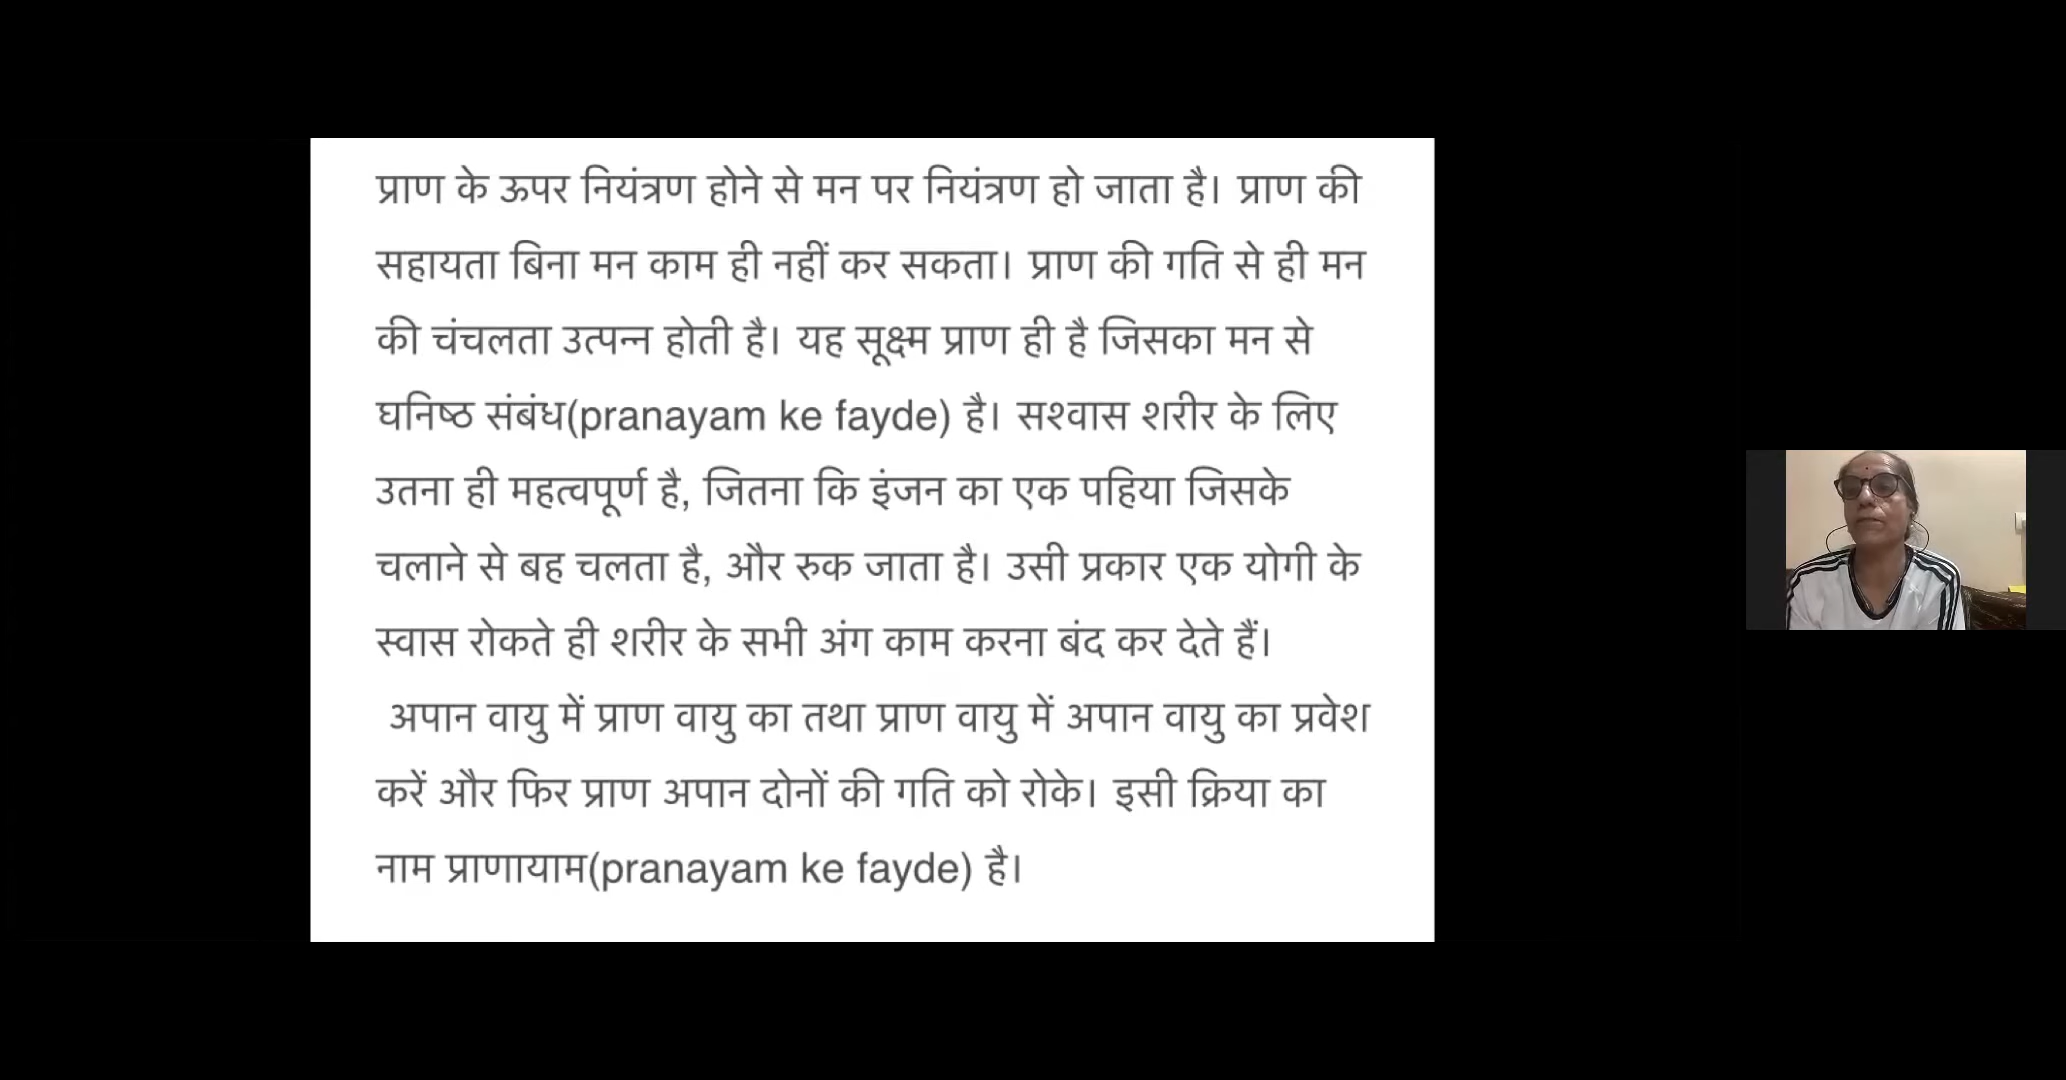 प्राण के ऊपर नियंत्रण होने से मन पर नियंत्रण हो जाता है। प्राण की
सहायता बिना मन काम ही नहीं कर सकता। प्राण की गति से ही मन
की चंचलता उत्पन्न होती है। यह सूक्ष्म प्राण ही है जिसका मन से
घनिष्ठ संबंध(pranayam ke fayde) है। सश्वास शरीर के लिए
उतना ही महत्वपूर्ण है, जितना कि इंजन का एक पहिया जिसके
चलाने से बह चलता है, और रुक जाता है। उसी प्रकार एक योगी के
स्वास रोकते ही शरीर के सभी अंग काम करना बंद कर देते हैं।
अपान वायु में प्राण वायु का तथा प्राण वायु में अपान वायु का प्रवेश
करें और फिर प्राण अपान दोनों की गति को रोके। इसी क्रिया का
नाम प्राणायाम(pranayam ke fayde) है।